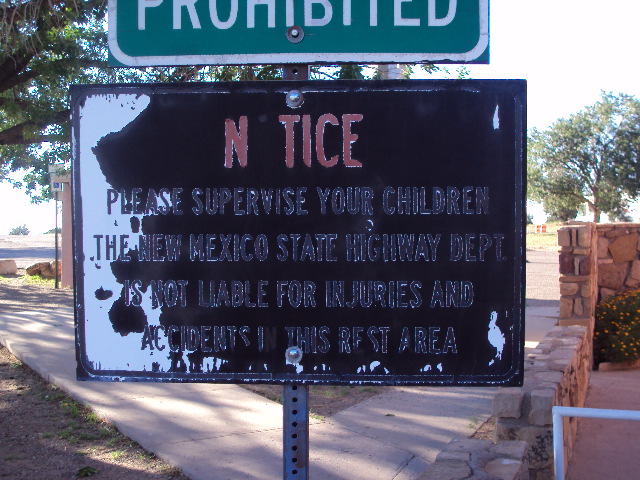 PROHIBITED
N TICE
PLEASE SUPERVISE YOUR CHILDREN
THE NEW MEXICO STATE HIGHWAY DEPT.
IS NOT LIABLE FOR INJURIES AND
ACCIDENTS IN THIS REST AREA